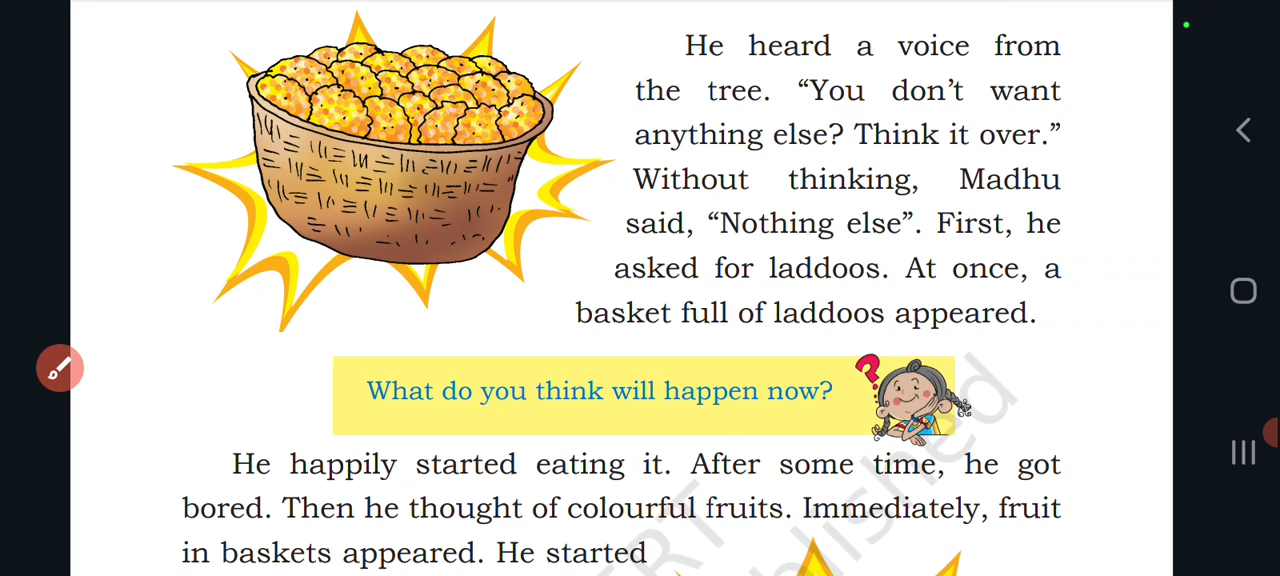 He heard a voice from
the tree. “You don’t want
anything else? Think it over.”
Without thinking, Madhu
said, “Nothing else”. First, he
asked for laddoos. At once, a
basket full of laddoos appeared.
What do you think will happen now?
?
He happily started eating it. After some time, he got
bored. Then he thought of colourful fruits. Immediately, fruit
in baskets appeared. He started